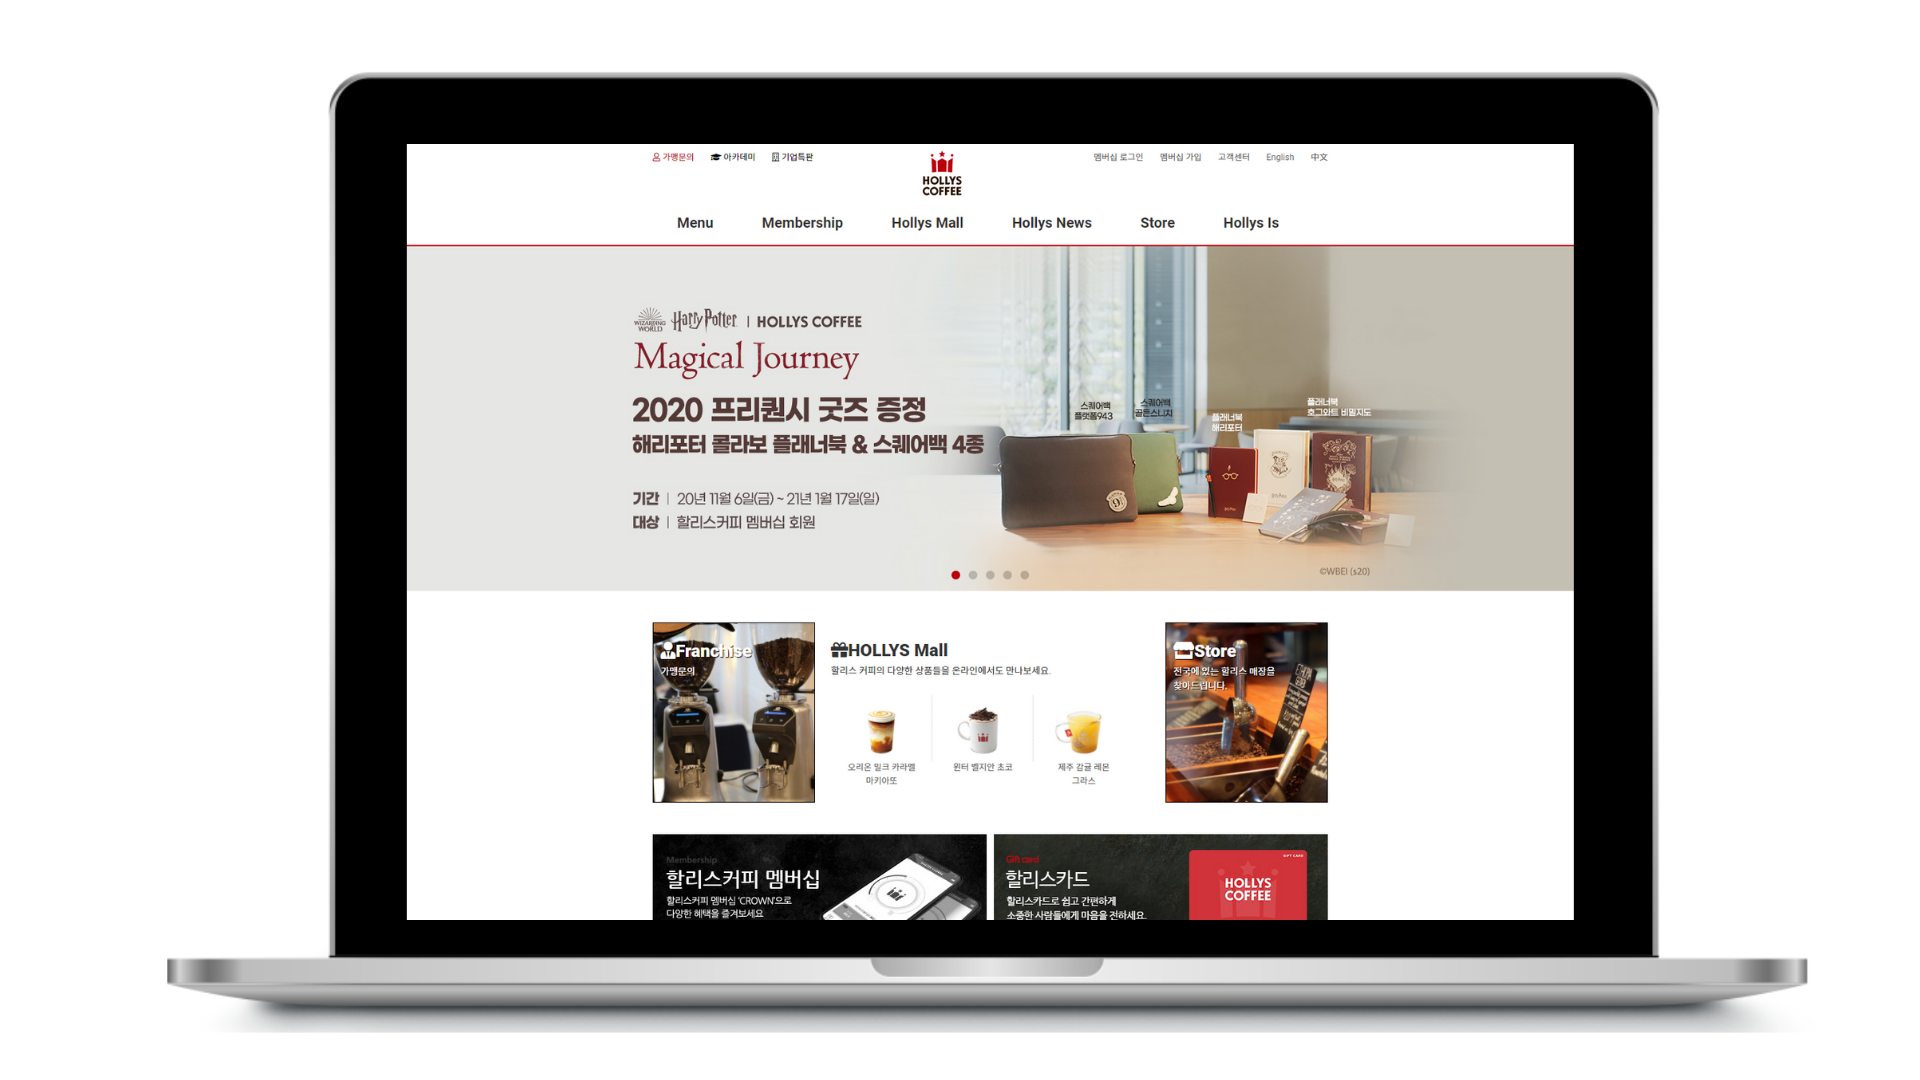 가맹문의 아카데미 기업특판
멤버십 로그인 멤버십 가입 고객센터 English 中文
HOLLYS
COFFEE
Menu Membership Hollys Mall Hollys News Store Hollys Is
WIZARDING
WORLD
Harry Potter | HOLLYS COFFEE
Magical Journey
2020 프리퀀시 굿즈 증정
해리포터 콜라보 플래너북 & 스퀘어백 4종
기간 | 20년 11월 6일(금) ~ 21년 1월 17일(일)
대상 | 할리스커피 멤버십 회원
스퀘어백
플랫폼943
스퀘어백
골든스니치
플래너북
해리포터
플래너북
호그와트 비밀지도
©WBEI (s20)
Franchise
가맹문의
HOLLYS Mall
할리스 커피의 다양한 상품들을 온라인에서도 만나보세요.
오리온 밀크 카라멜
마키아또
윈터 벨지안 초코
제주 감귤 레몬
그라스
Store
전국에 있는 할리스 매장을
찾아드립니다.
Membership
할리스커피 멤버십
할리스커피 멤버십 'CROWN'으로
다양한 혜택을 즐겨보세요
Gift card
할리스카드
할리스카드로 쉽고 간편하게
소중한 사람들에게 마음을 전하세요.
GIFT CARD
HOLLYS
COFFEE